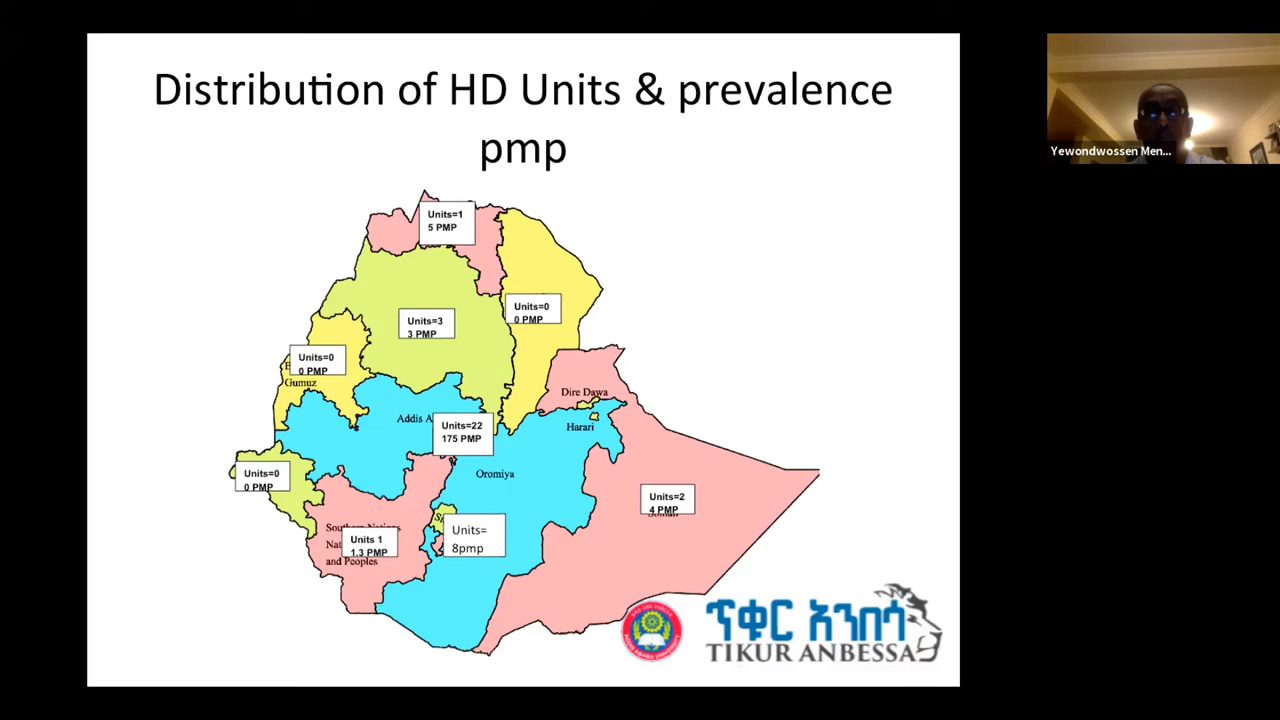 Distribution of HD Units & prevalence
pmp
Yewondwossen Men...
Units=1
5 PMP
Units=0
0 PMP
Units=3
3 PMP
Units=0
0 PMP
Gumuz
Dire Dawa
Addis A
Units=22
175 PMP
Harari
Units=0
0 PMP
Oromiya
Units=2
4 PMP
Southern Nations
Units=
8pmp
Units 1
1.3 PMP
and Peoples
ጥቁር አንበሳ
TIKUR ANBESSA